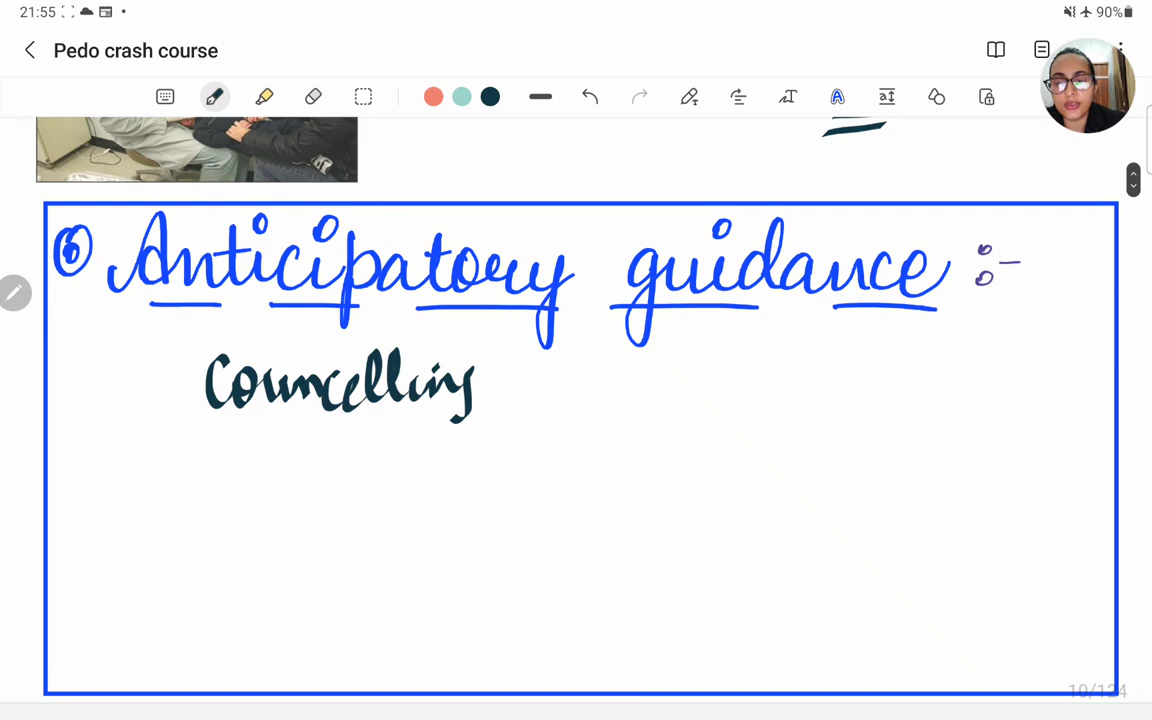 21:55
90%
Pedo crash course
⑥ Anticipatory guidance :-
Councelling
10/124